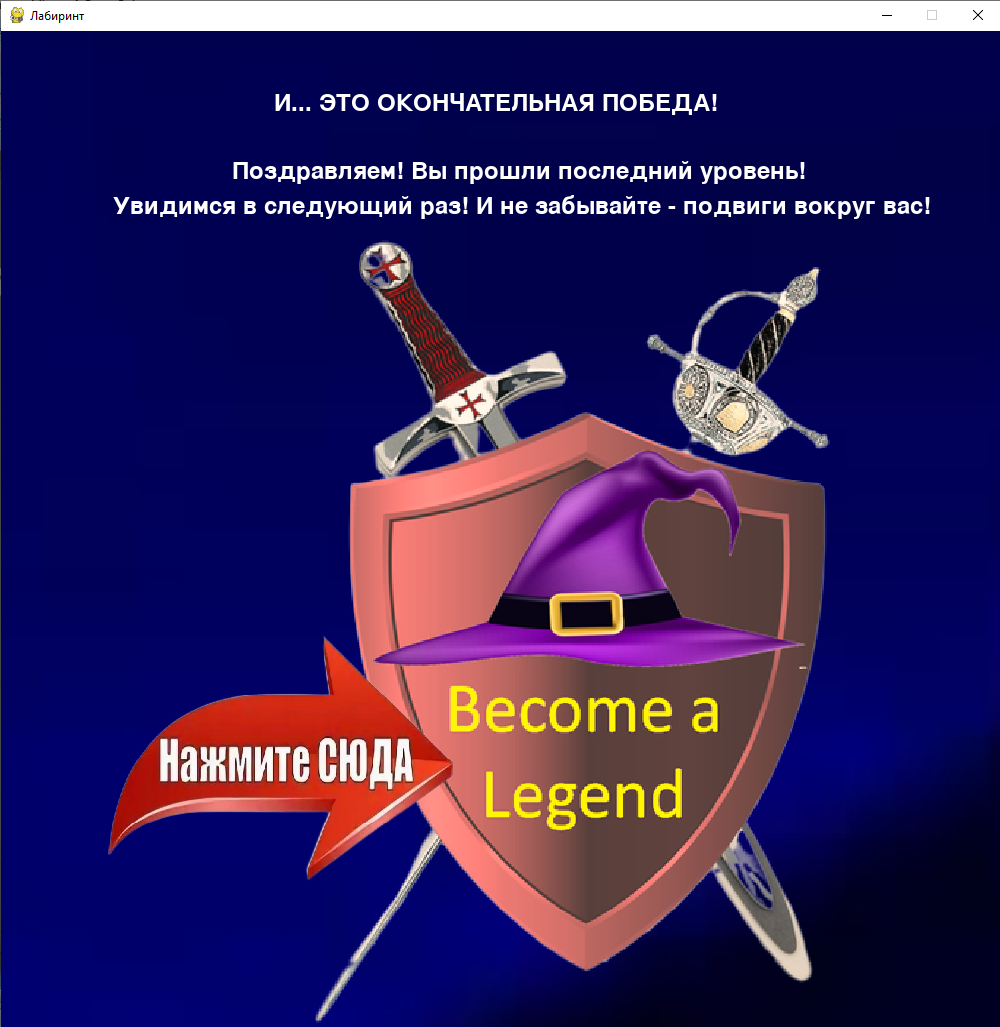 Лабиринт
И... ЭТО ОКОНЧАТЕЛЬНАЯ ПОБЕДА!
Поздравляем! Вы прошли последний уровень!
Увидимся в следующий раз! И не забывайте - подвиги вокруг вас!
Become a
Legend
Нажмите СЮДА